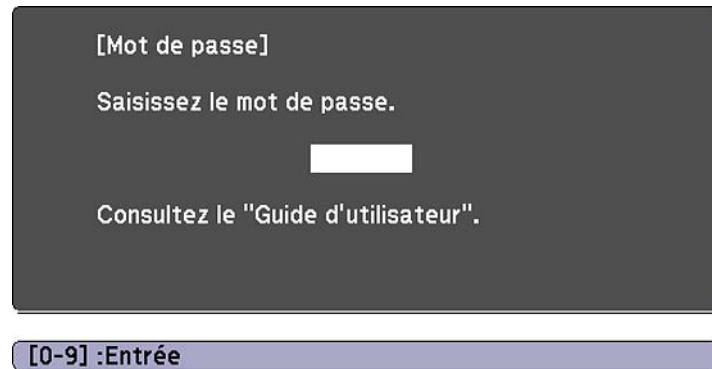 [Mot de passe]
Saisissez le mot de passe.
Consultez le "Guide d'utilisateur".
[0-9] :Entrée